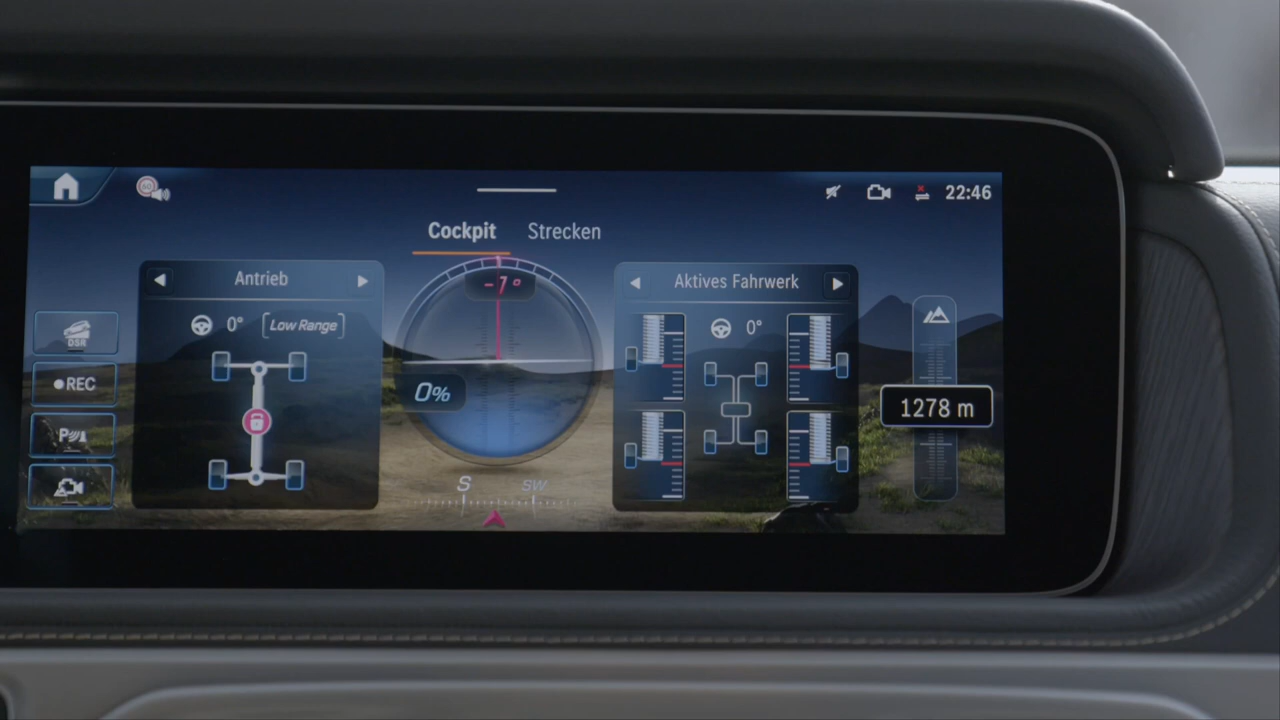 22:46
Cockpit
Strecken
Antrieb
0°
Low Range
DSR
●REC
P
-7°
0%
S
SW
Aktives Fahrwerk
0°
1278 m